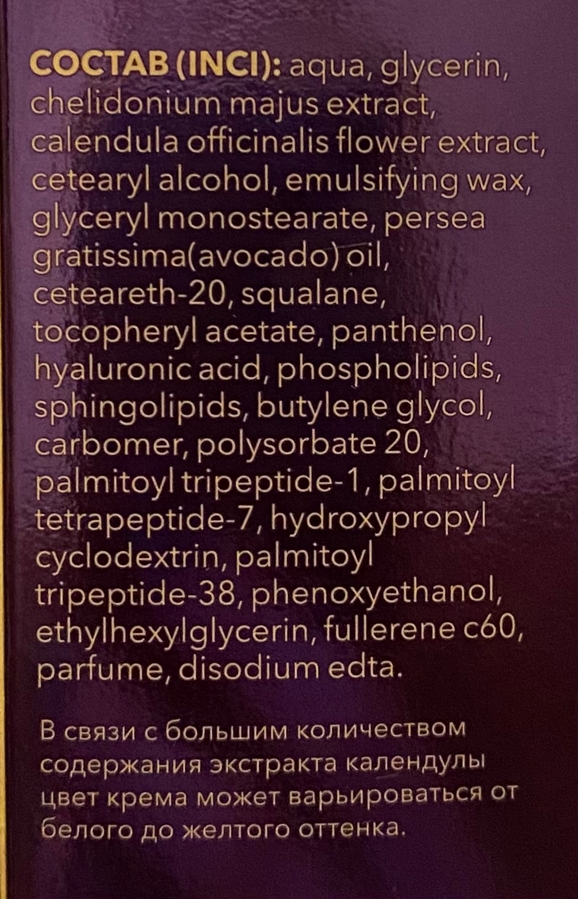 СОСТАВ (INCI): aqua, glycerin,
chelidonium majus extract,
calendula officinalis flower extract,
cetearyl alcohol, emulsifying wax,
glyceryl monostearate, persea
gratissima(avocado) oil,
ceteareth-20, squalane,
tocopheryl acetate, panthenol,
hyaluronic acid, phospholipids,
sphingolipids, butylene glycol,
carbomer, polysorbate 20,
palmitoyl tripeptide-1, palmitoyl
tetrapeptide-7, hydroxypropyl
cyclodextrin, palmitoyl
tripeptide-38, phenoxyethanol,
ethylhexylglycerin, fullerene c60,
parfume, disodium edta.
В связи с большим количеством
содержания экстракта календулы
цвет крема может варьироваться от
белого до желтого оттенка.